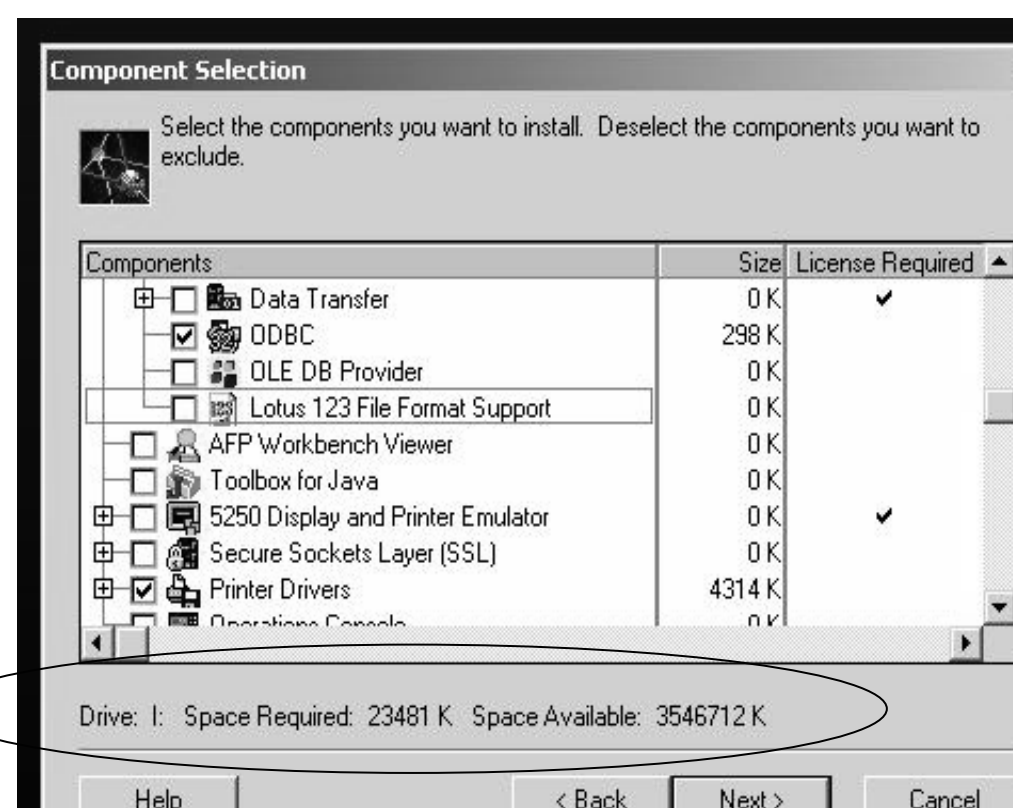 Component Selection
Select the components you want to install. Deselect the components you want to
exclude.
Components Size License Required
Data Transfer 0 K
ODBC 298 K
OLE DB Provider 0 K
Lotus 123 File Format Support 0 K
AFP Workbench Viewer 0 K
Toolbox for Java 0 K
5250 Display and Printer Emulator 0 K
Secure Sockets Layer (SSL) 0 K
Printer Drivers 4314 K
Operations Console 0 K
Drive: I: Space Required: 23481 K Space Available: 3546712 K
Help < Back Next > Cancel